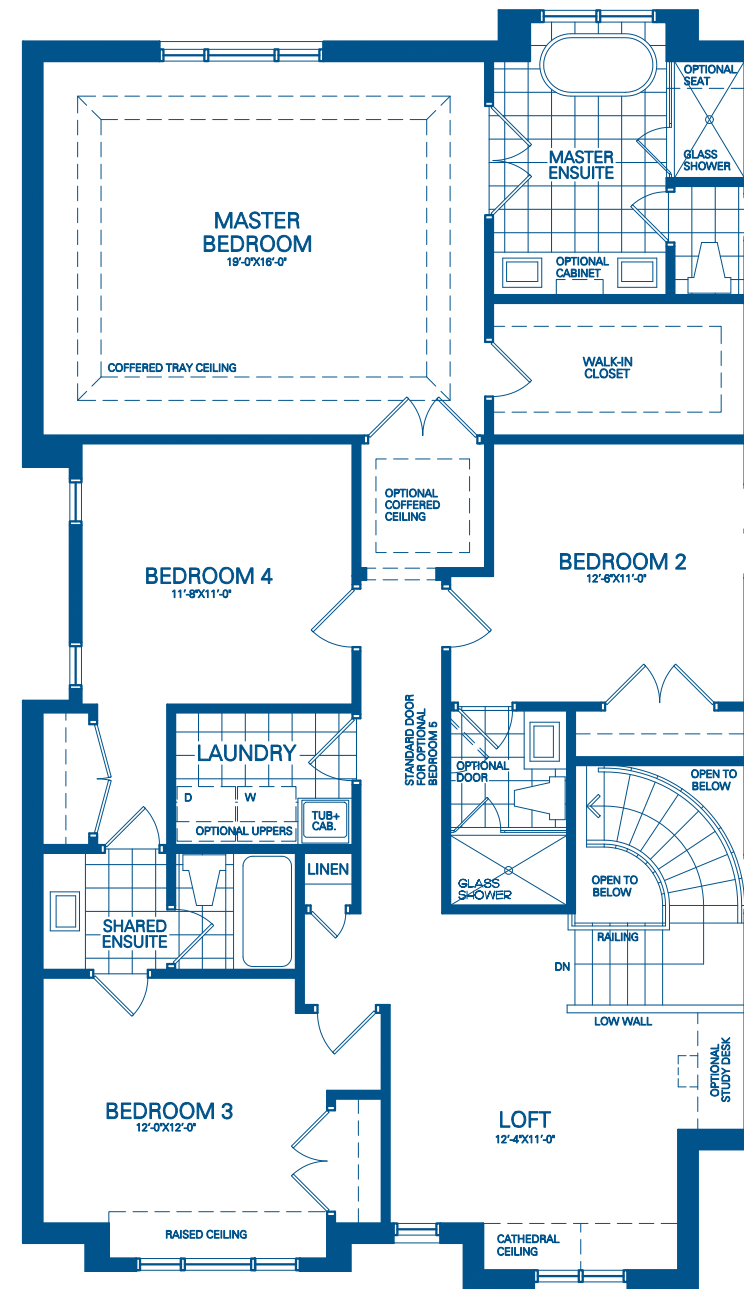 OPTIONAL
SEAT
GLASS
SHOWER
MASTER
ENSUITE
MASTER
BEDROOM
19'-0"X16'-0"
OPTIONAL
CABINET
COFFERED TRAY CEILING
WALK-IN
CLOSET
OPTIONAL
COFFERED
CEILING
BEDROOM 2
12'-6"X11'-0"
BEDROOM 4
11'-8"X11'-0"
STANDARD DOOR
FOR OPTIONAL
BEDROOM 5
LAUNDRY
OPTIONAL
DOOR
OPEN TO
BELOW
D
W
TUB+
CAB.
OPTIONAL UPPERS
LINEN
GLASS
SHOWER
OPEN TO
BELOW
SHARED
ENSUITE
RAILING
DN
LOW WALL
OPTIONAL
STUDY DESK
BEDROOM 3
12'-0"X12'-0"
LOFT
12'-4"X11'-0"
RAISED CEILING
CATHEDRAL
CEILING